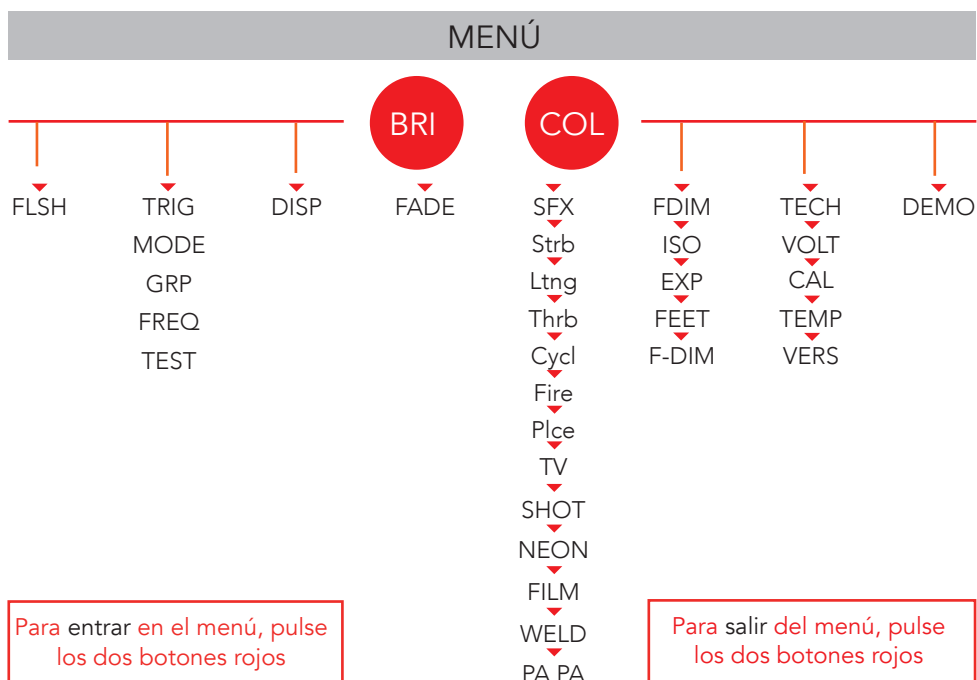 MENÚ
BRI
COL
FLSH
TRIG
MODE
GRP
FREQ
TEST
DISP
FADE
SFX
Strb
Ltng
Thrb
Cycl
Fire
Plce
TV
SHOT
NEON
FILM
WELD
PA PA
FDIM
ISO
EXP
FEET
F-DIM
TECH
VOLT
CAL
TEMP
VERS
DEMO
Para entrar en el menú, pulse
los dos botones rojos
Para salir del menú, pulse
los dos botones rojos